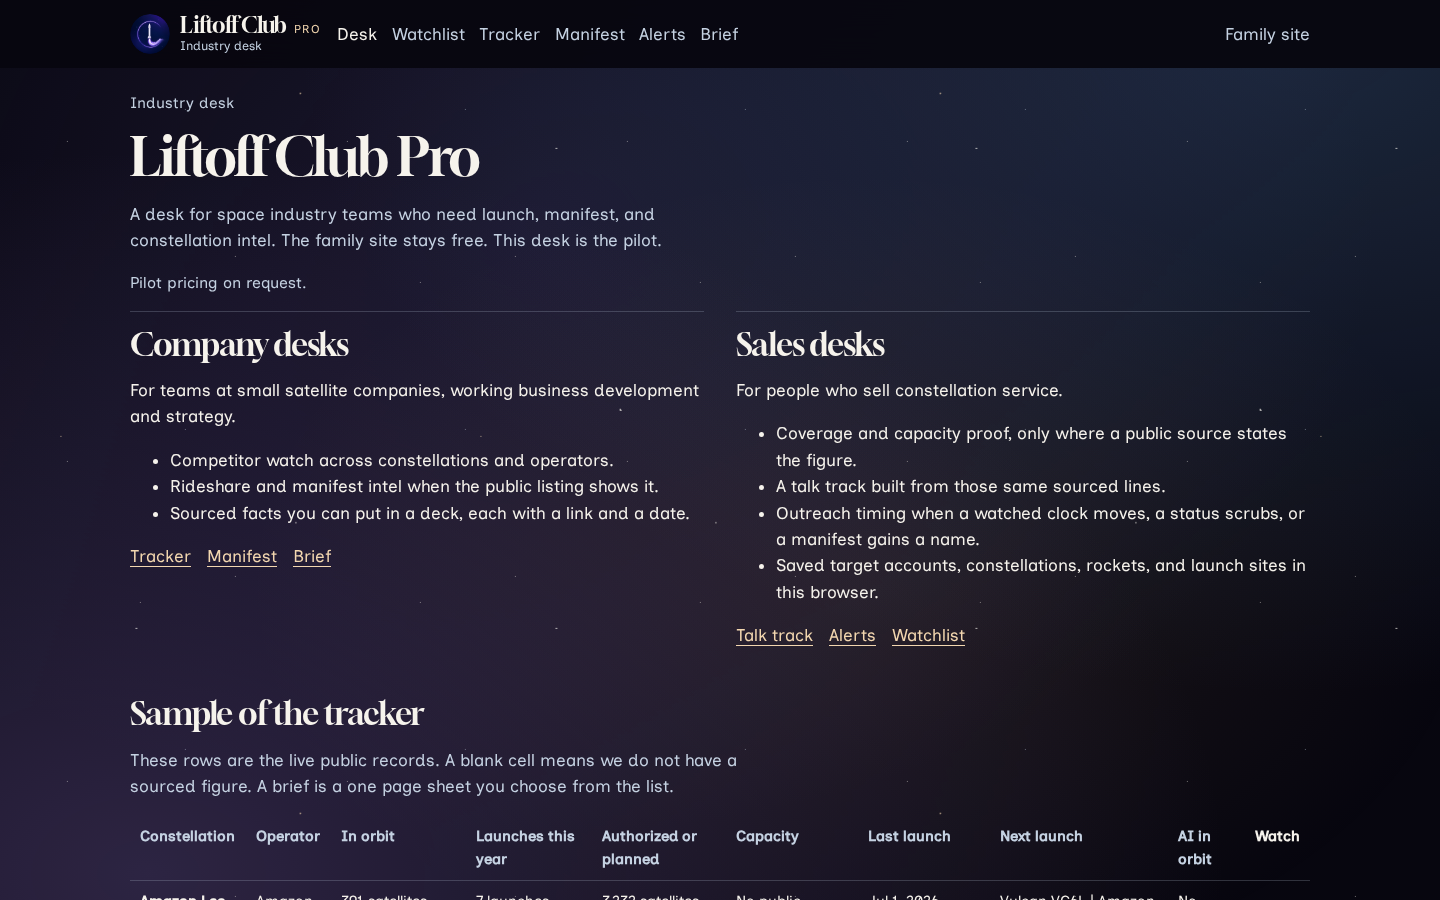 Liftoff Club PRO
Industry desk
Desk Watchlist Tracker Manifest Alerts Brief
Family site
Industry desk
Liftoff Club Pro
A desk for space industry teams who need launch, manifest, and
constellation intel. The family site stays free. This desk is the pilot.
Pilot pricing on request.
Company desks
For teams at small satellite companies, working business development
and strategy.
• Competitor watch across constellations and operators.
• Rideshare and manifest intel when the public listing shows it.
• Sourced facts you can put in a deck, each with a link and a date.
Tracker Manifest Brief
Sales desks
For people who sell constellation service.
• Coverage and capacity proof, only where a public source states
the figure.
• A talk track built from those same sourced lines.
• Outreach timing when a watched clock moves, a status scrubs, or
a manifest gains a name.
• Saved target accounts, constellations, rockets, and launch sites in
this browser.
Talk track Alerts Watchlist
Sample of the tracker
These rows are the live public records. A blank cell means we do not have a
sourced figure. A brief is a one page sheet you choose from the list.
Constellation Operator In orbit Launches this year Authorized or planned Capacity Last launch Next launch AI in orbit Watch
Amazon Leo Amazon